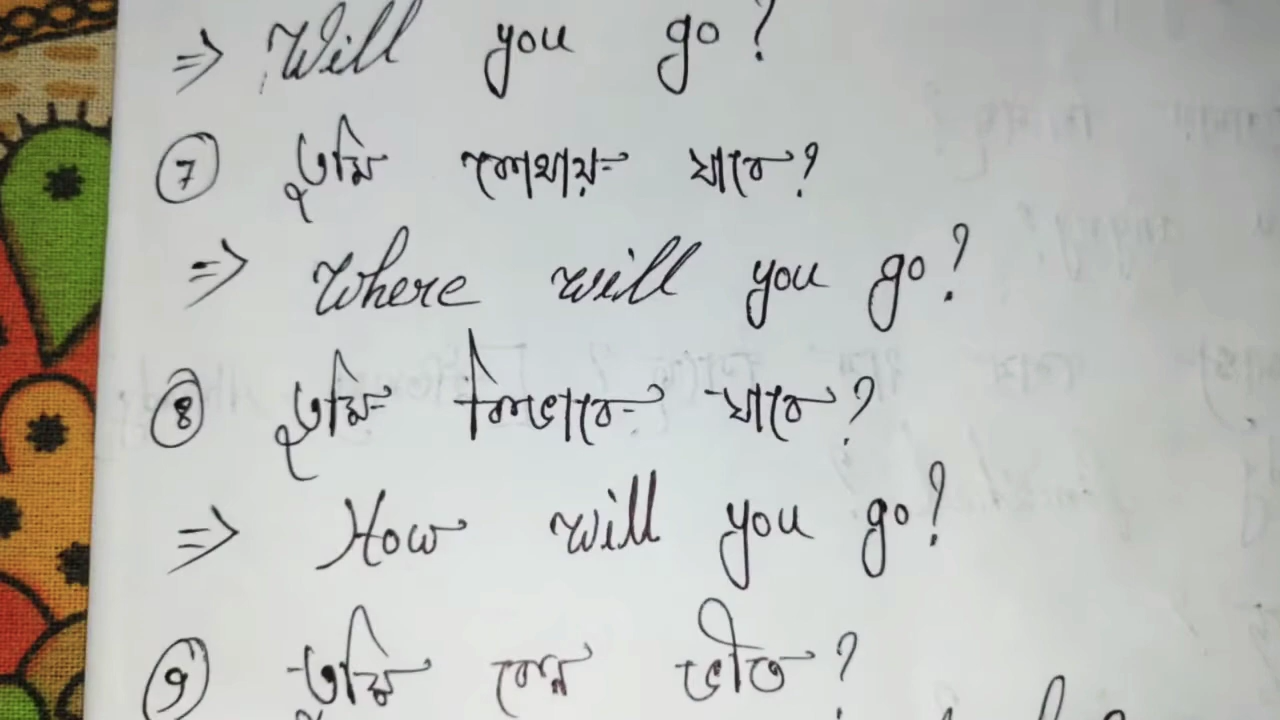 ⇒ Will you go?
⑦ তুমি কোথায় যাবে?
⇒ Where will you go?
⑧ তুমি কিভাবে যাবে?
⇒ How will you go?
⑨ তুমি কেন ভীত?